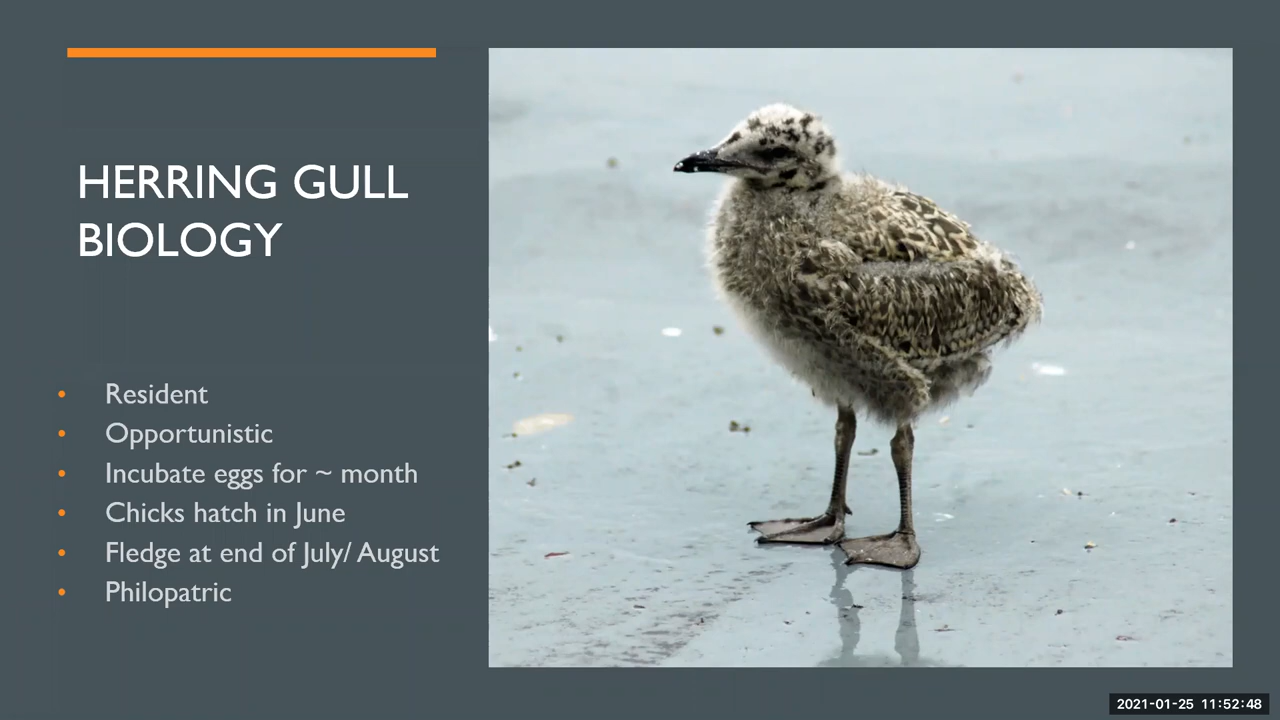 HERRING GULL
BIOLOGY
• Resident
• Opportunistic
• Incubate eggs for ~ month
• Chicks hatch in June
• Fledge at end of July/ August
• Philopatric
2021-01-25 11:52:48